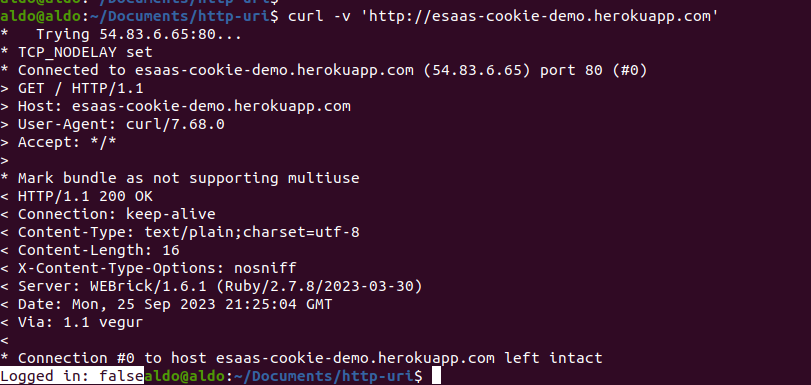 aldo@aldo:~/Documents/http-uri$
aldo@aldo:~/Documents/http-uri$ curl -v 'http://esaas-cookie-demo.herokuapp.com'
*   Trying 54.83.6.65:80...
* TCP_NODELAY set
* Connected to esaas-cookie-demo.herokuapp.com (54.83.6.65) port 80 (#0)
> GET / HTTP/1.1
> Host: esaas-cookie-demo.herokuapp.com
> User-Agent: curl/7.68.0
> Accept: */*
>
* Mark bundle as not supporting multiuse
< HTTP/1.1 200 OK
< Connection: keep-alive
< Content-Type: text/plain;charset=utf-8
< Content-Length: 16
< X-Content-Type-Options: nosniff
< Server: WEBrick/1.6.1 (Ruby/2.7.8/2023-03-30)
< Date: Mon, 25 Sep 2023 21:25:04 GMT
< Via: 1.1 vegur
<
* Connection #0 to host esaas-cookie-demo.herokuapp.com left intact
Logged in: falsealdo@aldo:~/Documents/http-uri$